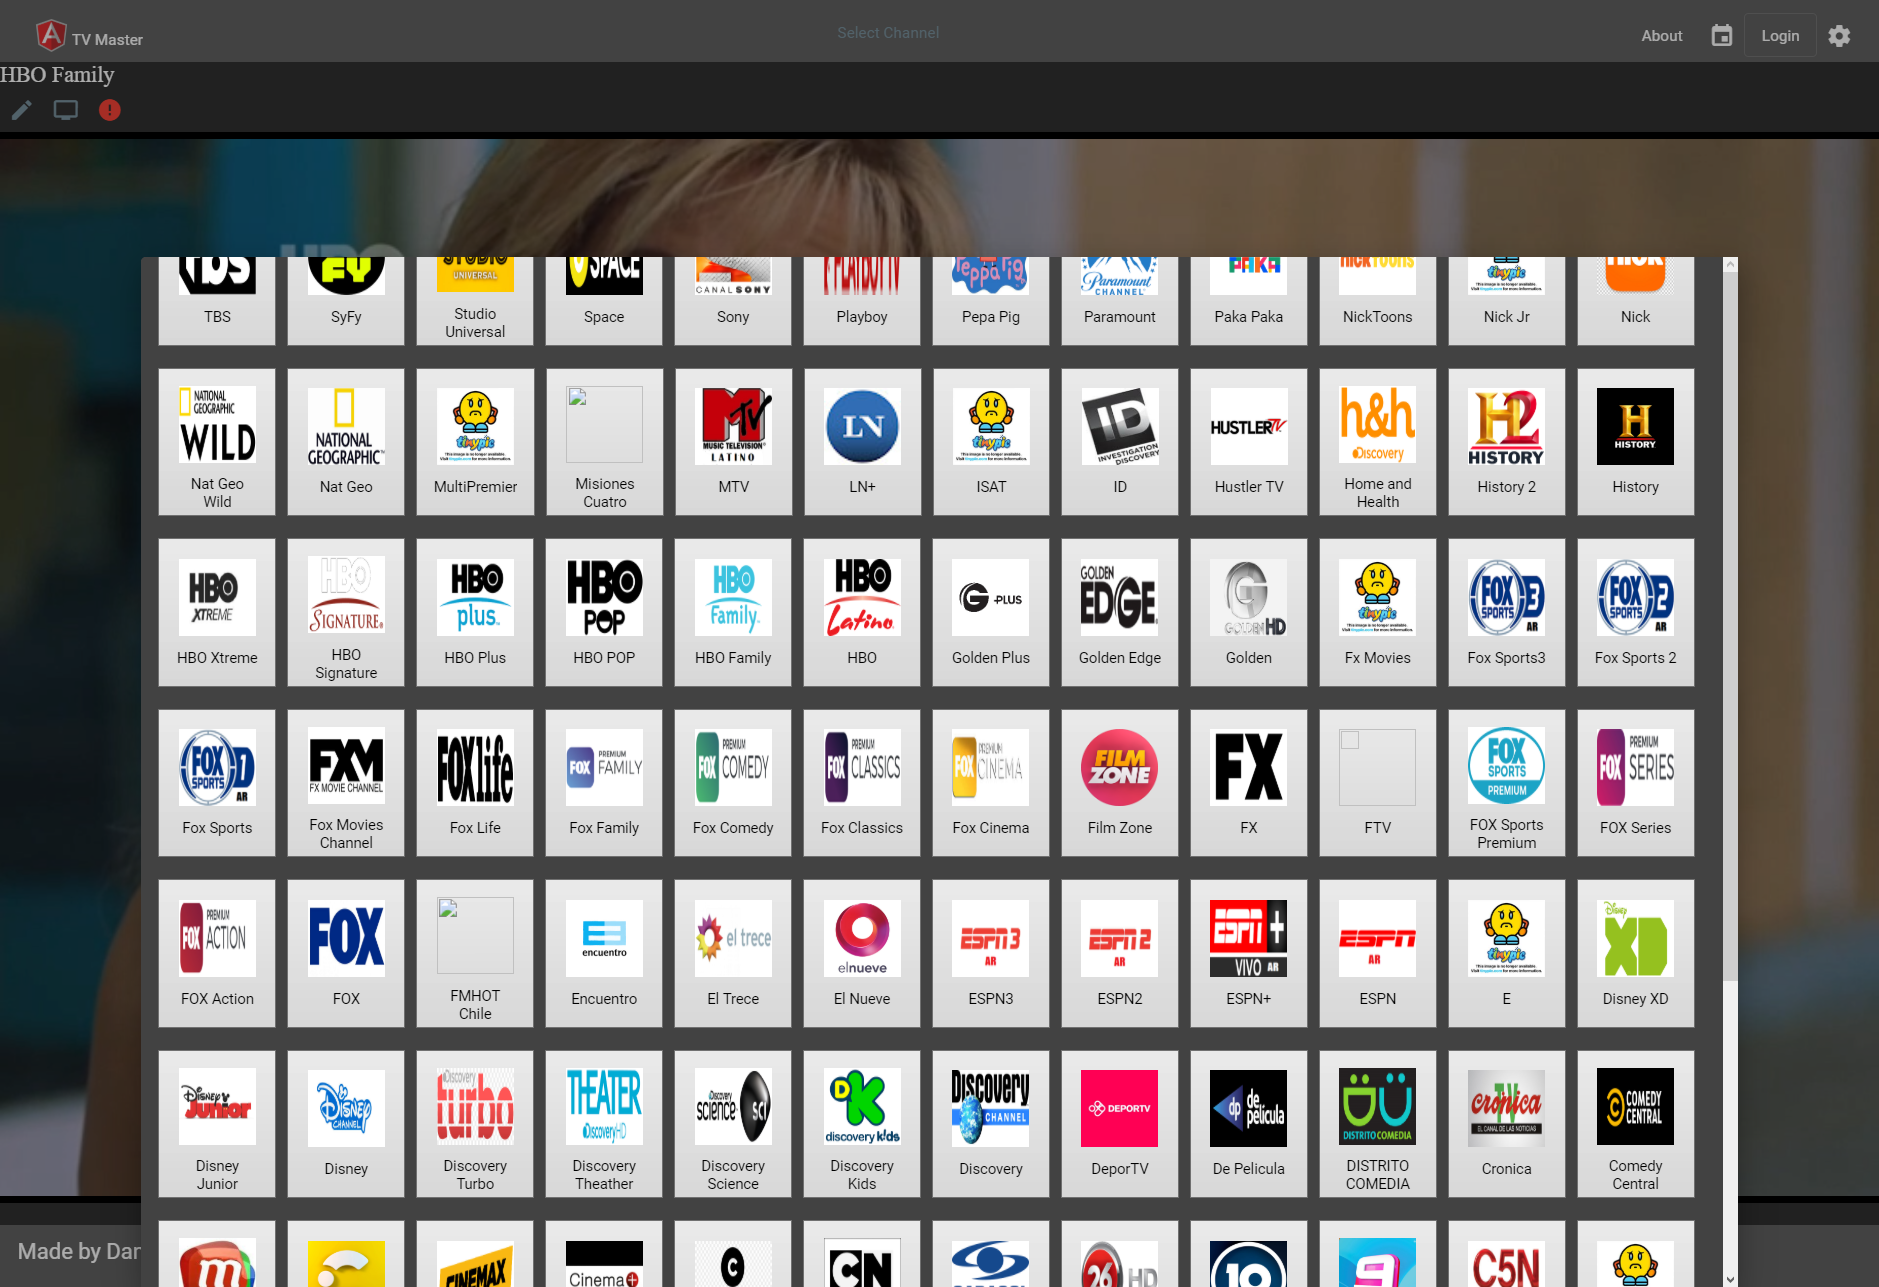 TV Master
Select Channel
About
Login
HBO Family
HBO
TBS
SyFy
Studio
Universal
Space
Sony
Playboy
Pepa Pig
Paramount
Paka Paka
NickToons
Nick Jr
Nick
Nat Geo
Wild
Nat Geo
MultiPremier
Misiones
Cuatro
MTV
LN+
ISAT
ID
Hustler TV
Home and
Health
History 2
History
HBO Xtreme
HBO
Signature
HBO Plus
HBO POP
HBO Family
HBO
Golden Plus
Golden Edge
Golden
Fx Movies
Fox Sports3
Fox Sports 2
Fox Sports
Fox Movies
Channel
Fox Life
Fox Family
Fox Comedy
Fox Classics
Fox Cinema
Film Zone
FX
FTV
FOX Sports
Premium
FOX Series
FOX Action
FOX
FMHOT
Chile
Encuentro
El Trece
El Nueve
ESPN3
ESPN2
ESPN+
ESPN
E
Disney XD
Disney
Junior
Disney
Discovery
Turbo
Discovery
Theather
Discovery
Science
Discovery
Kids
Discovery
DeporTV
De Pelicula
DISTRITO
COMEDIA
Cronica
Comedy
Central
Made by Dar